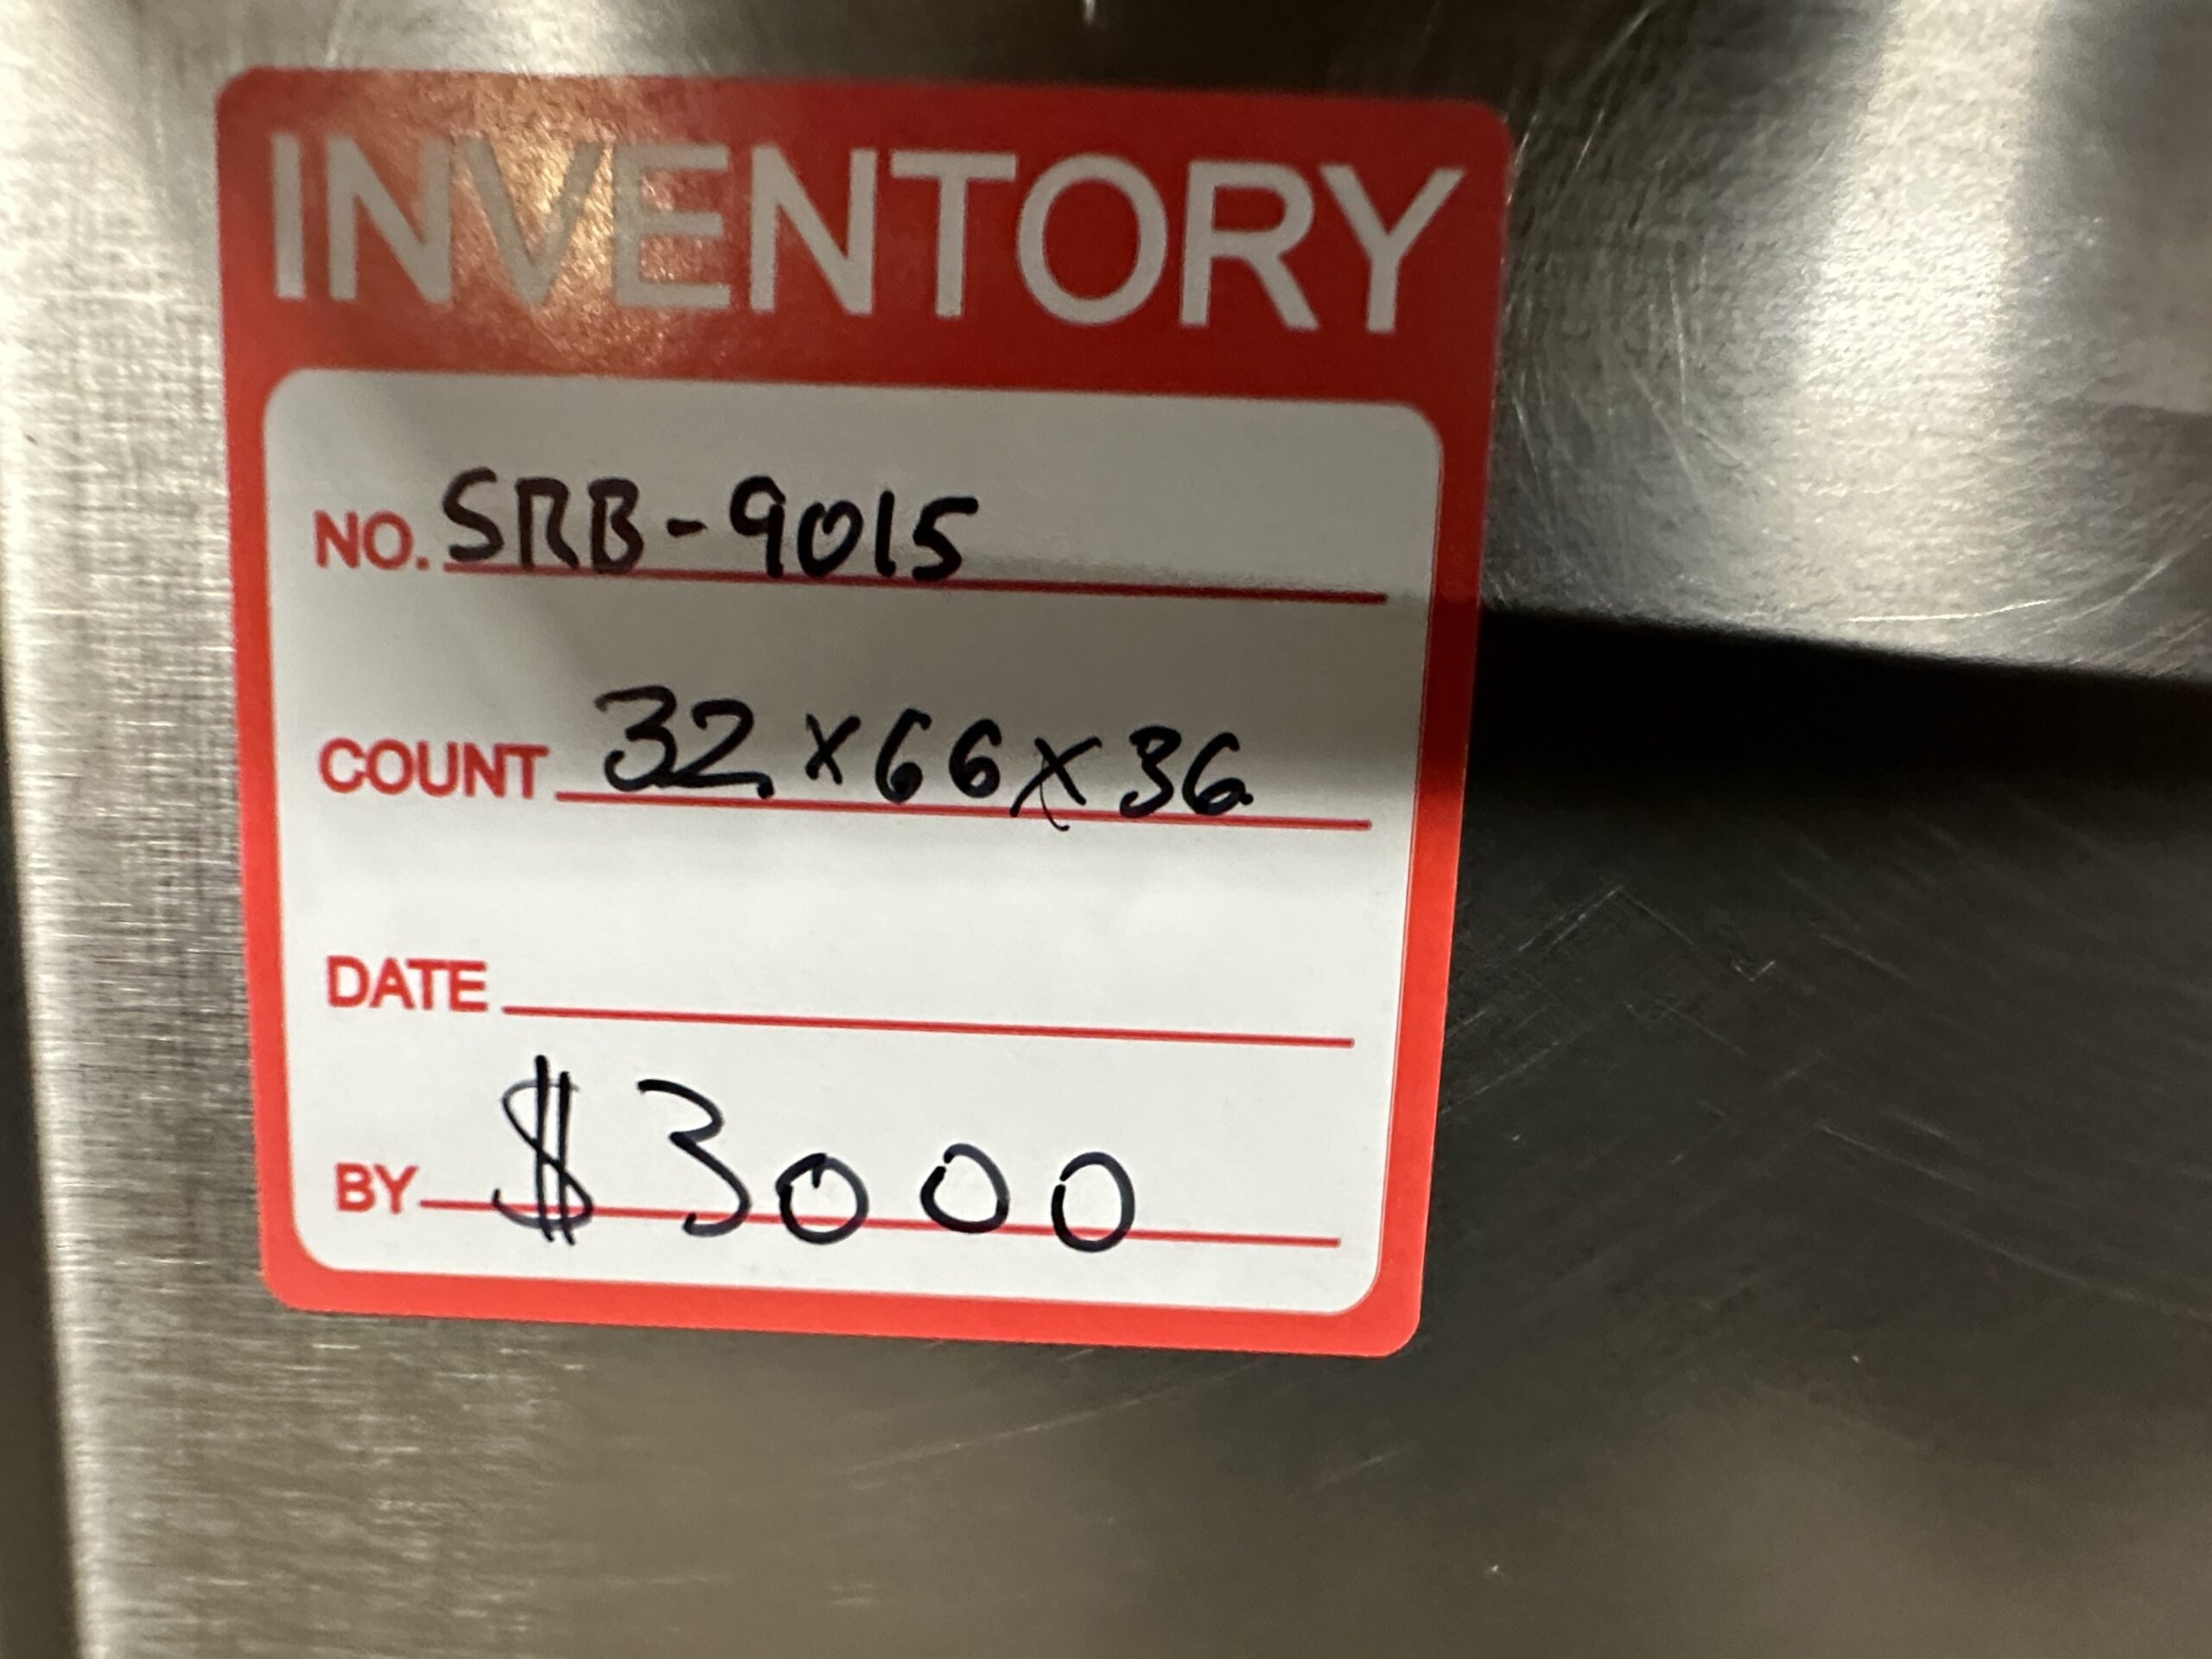 INVENTORY
NO. SRB-9015
COUNT 32x66x36
DATE
BY $3000